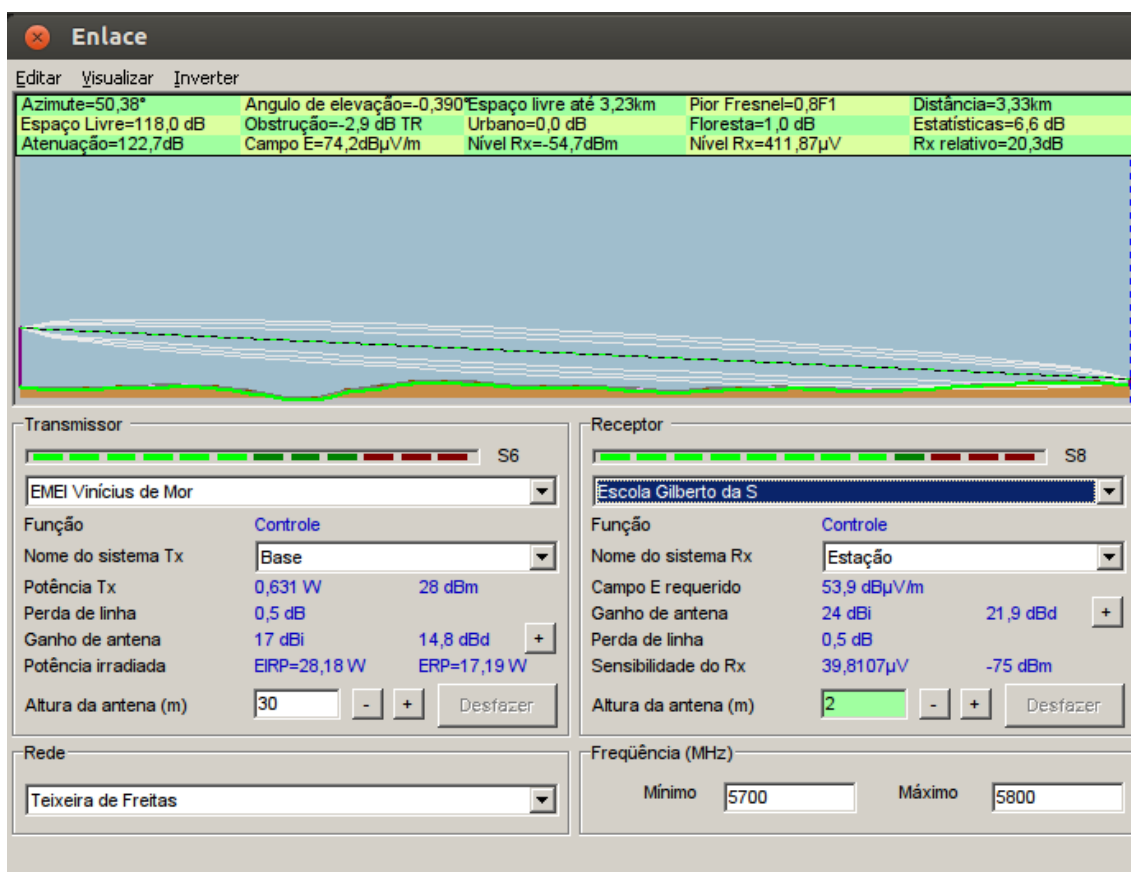 Enlace
Editar Visualizar Inverter
Azimute=50,38° Angulo de elevação=-0,390° Espaço livre até 3,23km Pior Fresnel=0,8F1 Distância=3,33km
Espaço Livre=118,0 dB Obstrução=-2,9 dB TR Urbano=0,0 dB Floresta=1,0 dB Estatísticas=6,6 dB
Atenuação=122,7dB Campo E=74,2dBµV/m Nível Rx=-54,7dBm Nível Rx=411,87µV Rx relativo=20,3dB
Transmissor
S6
EMEI Vinícius de Mor
Função Controle
Nome do sistema Tx Base
Potência Tx 0,631 W 28 dBm
Perda de linha 0,5 dB
Ganho de antena 17 dBi 14,8 dBd +
Potência irradiada EIRP=28,18 W ERP=17,19 W
Altura da antena (m) 30 - + Desfazer
Receptor
S8
Escola Gilberto da S
Função Controle
Nome do sistema Rx Estação
Campo E requerido 53,9 dBµV/m
Ganho de antena 24 dBi 21,9 dBd +
Perda de linha 0,5 dB
Sensibilidade do Rx 39,8107µV -75 dBm
Altura da antena (m) 2 - + Desfazer
Rede
Teixeira de Freitas
Freqüência (MHz)
Mínimo 5700 Máximo 5800